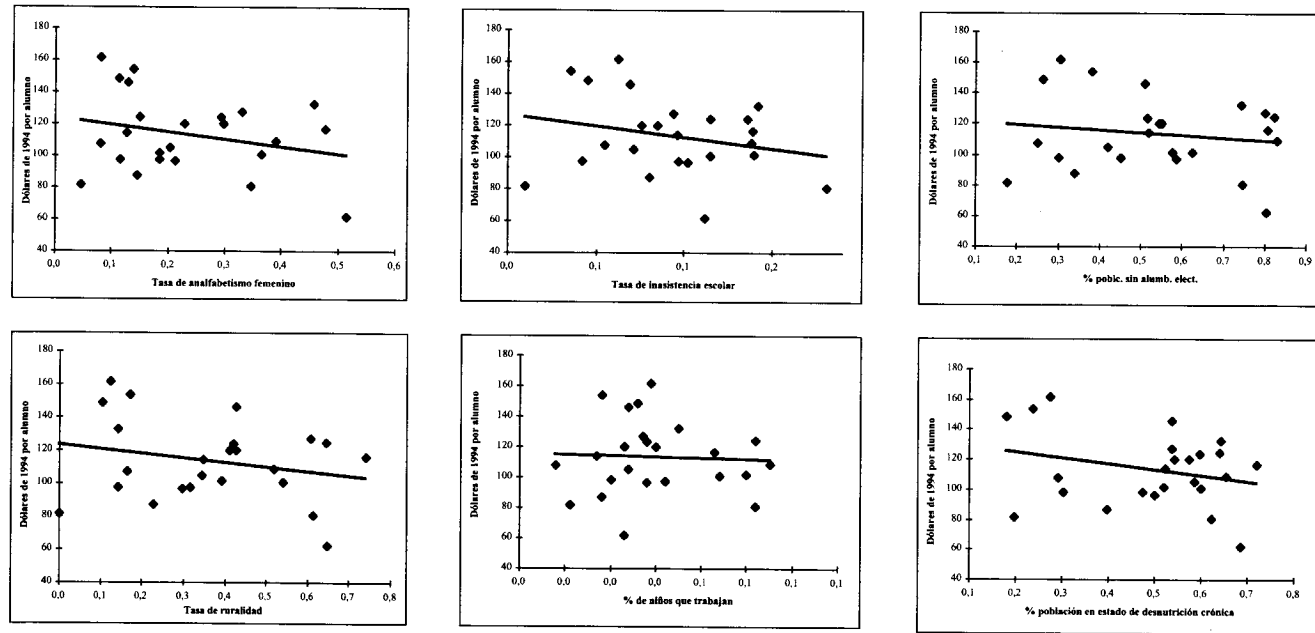 180
160
140
120
100
80
60
40
Dólares de 1994 por alumno
0,0 0,1 0,2 0,3 0,4 0,5 0,6
Tasa de analfabetismo femenino
180
160
140
120
100
80
60
40
Dólares de 1994 por alumno
0,0 0,1 0,1 0,2
Tasa de inasistencia escolar
180
160
140
120
100
80
60
40
Dólares de 1994 por alumno
0,1 0,2 0,3 0,4 0,5 0,6 0,7 0,8 0,9
% poblc. sin alumb. elect.
180
160
140
120
100
80
60
40
Dólares de 1994 por alumno
0,0 0,1 0,2 0,3 0,4 0,5 0,6 0,7 0,8
Tasa de ruralidad
180
160
140
120
100
80
60
40
Dólares de 1994 por alumno
0,0 0,0 0,0 0,0 0,1 0,1 0,1 0,1
% de niños que trabajan
180
160
140
120
100
80
60
40
Dólares de 1994 por alumno
0,1 0,2 0,3 0,4 0,5 0,6 0,7 0,8
% población en estado de desnutrición crónica